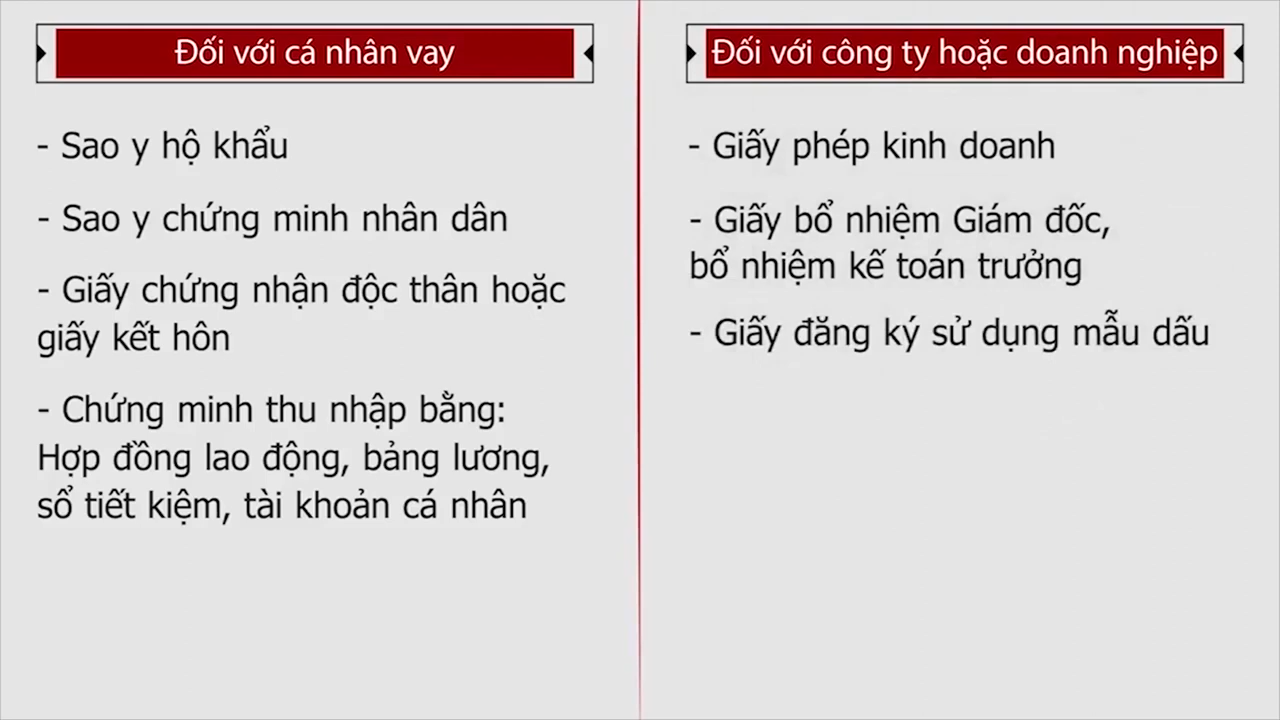 Đối với cá nhân vay
- Sao y hộ khẩu
- Sao y chứng minh nhân dân
- Giấy chứng nhận độc thân hoặc
giấy kết hôn
- Chứng minh thu nhập bằng:
Hợp đồng lao động, bảng lương,
sổ tiết kiệm, tài khoản cá nhân
Đối với công ty hoặc doanh nghiệp
- Giấy phép kinh doanh
- Giấy bổ nhiệm Giám đốc,
bổ nhiệm kế toán trưởng
- Giấy đăng ký sử dụng mẫu dấu